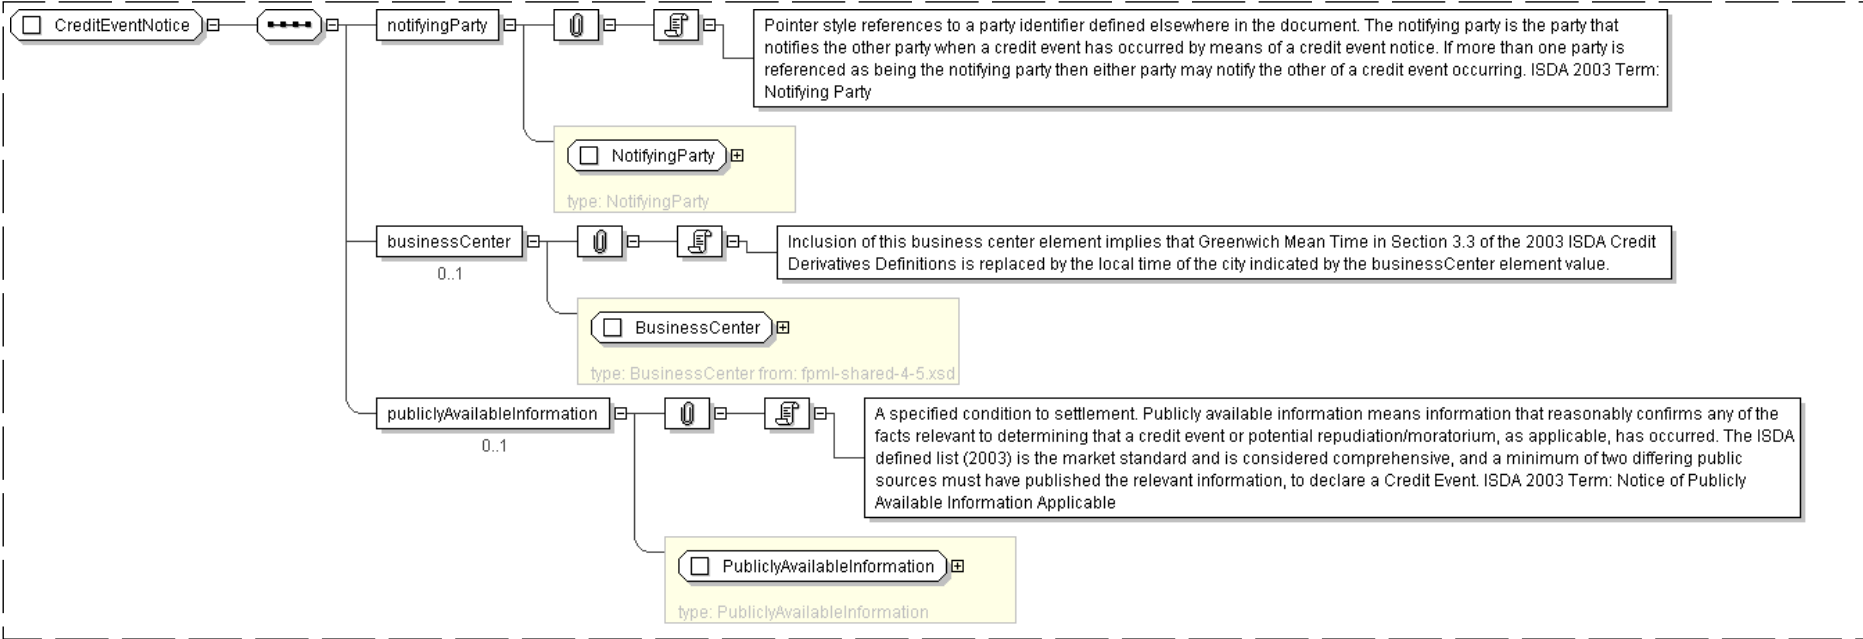 CreditEventNotice
notifyingParty
Pointer style references to a party identifier defined elsewhere in the document. The notifying party is the party that
notifies the other party when a credit event has occurred by means of a credit event notice. If more than one party is
referenced as being the notifying party then either party may notify the other of a credit event occurring. ISDA 2003 Term:
Notifying Party
NotifyingParty
type: NotifyingParty
businessCenter
0..1
Inclusion of this business center element implies that Greenwich Mean Time in Section 3.3 of the 2003 ISDA Credit
Derivatives Definitions is replaced by the local time of the city indicated by the businessCenter element value.
BusinessCenter
type: BusinessCenter from: fpml-shared-4-5.xsd
publiclyAvailableInformation
0..1
A specified condition to settlement. Publicly available information means information that reasonably confirms any of the
facts relevant to determining that a credit event or potential repudiation/moratorium, as applicable, has occurred. The ISDA
defined list (2003) is the market standard and is considered comprehensive, and a minimum of two differing public
sources must have published the relevant information, to declare a Credit Event. ISDA 2003 Term: Notice of Publicly
Available Information Applicable
PubliclyAvailableInformation
type: PubliclyAvailableInformation